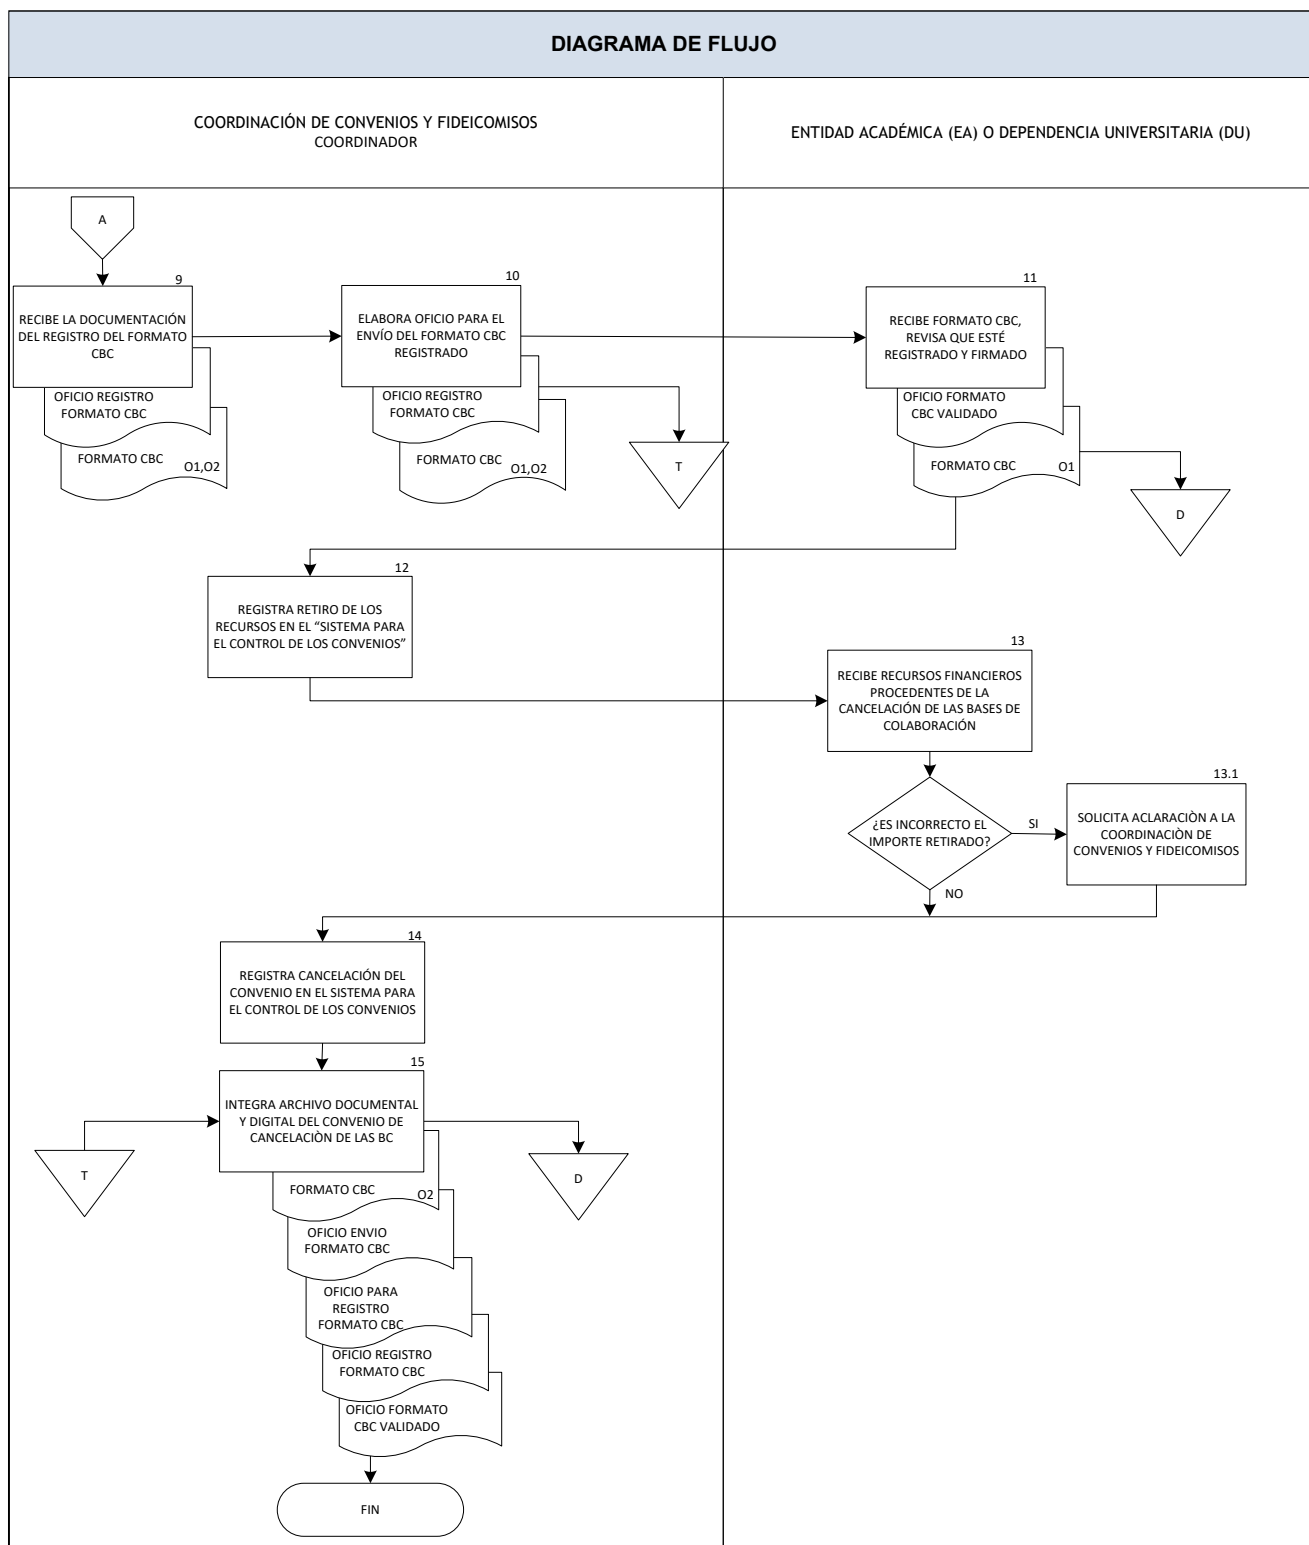 DIAGRAMA DE FLUJO
COORDINACIÓN DE CONVENIOS Y FIDEICOMISOS
COORDINADOR
ENTIDAD ACADÉMICA (EA) O DEPENDENCIA UNIVERSITARIA (DU)
A
9
RECIBE LA DOCUMENTACIÓN
DEL REGISTRO DEL FORMATO
CBC
OFICIO REGISTRO
FORMATO CBC
FORMATO CBC
O1,O2
10
ELABORA OFICIO PARA EL
ENVÍO DEL FORMATO CBC
REGISTRADO
OFICIO REGISTRO
FORMATO CBC
FORMATO CBC
O1,O2
T
11
RECIBE FORMATO CBC,
REVISA QUE ESTÉ
REGISTRADO Y FIRMADO
OFICIO FORMATO
CBC VALIDADO
FORMATO CBC
O1
D
12
REGISTRA RETIRO DE LOS
RECURSOS EN EL “SISTEMA PARA
EL CONTROL DE LOS CONVENIOS”
13
RECIBE RECURSOS FINANCIEROS
PROCEDENTES DE LA
CANCELACIÓN DE LAS BASES DE
COLABORACIÓN
¿ES INCORRECTO EL
IMPORTE RETIRADO?
SI
NO
13.1
SOLICITA ACLARACIÒN A LA
COORDINACIÒN DE
CONVENIOS Y FIDEICOMISOS
14
REGISTRA CANCELACIÓN DEL
CONVENIO EN EL SISTEMA PARA
EL CONTROL DE LOS CONVENIOS
15
INTEGRA ARCHIVO DOCUMENTAL
Y DIGITAL DEL CONVENIO DE
CANCELACIÒN DE LAS BC
T
D
FORMATO CBC
O2
OFICIO ENVIO
FORMATO CBC
OFICIO PARA
REGISTRO
FORMATO CBC
OFICIO REGISTRO
FORMATO CBC
OFICIO FORMATO
CBC VALIDADO
FIN